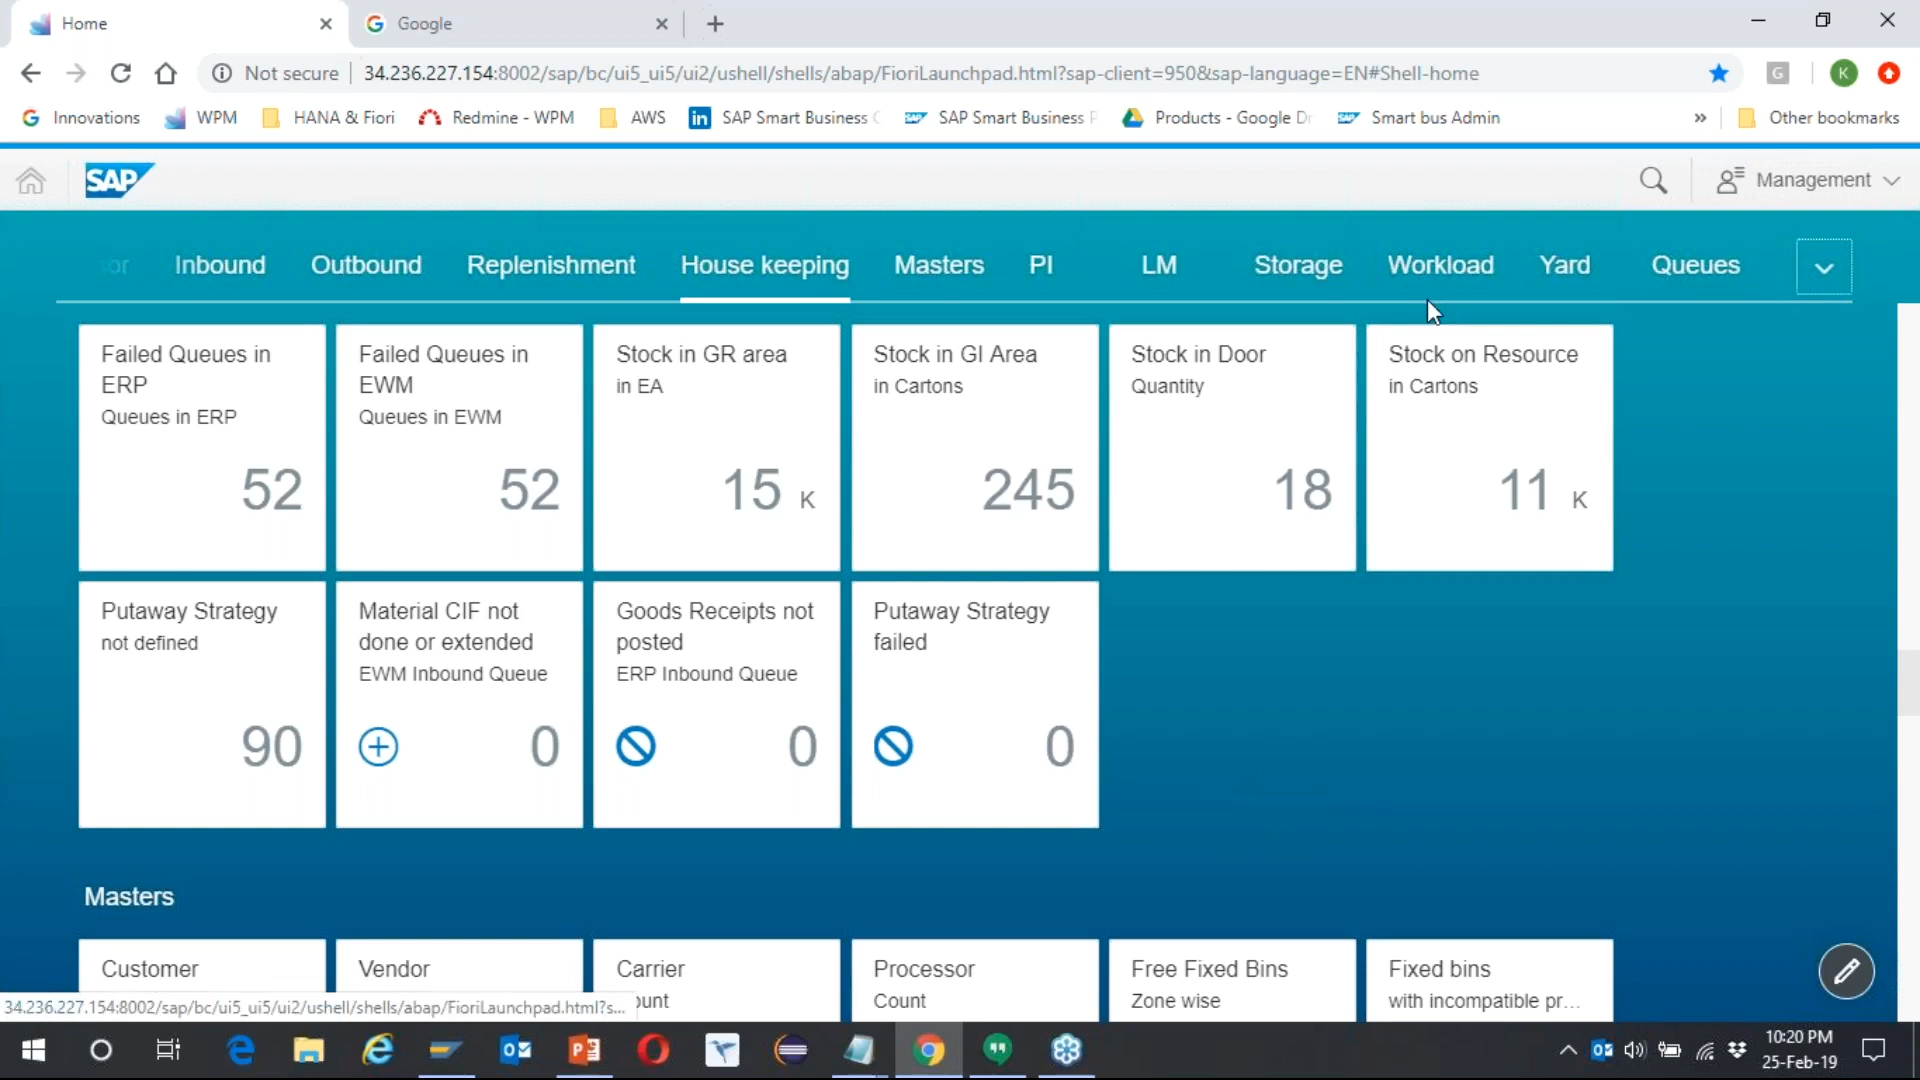 Home
Google
Not secure
34.236.227.154:8002/sap/bc/ui5_ui5/ui2/ushell/shells/abap/FioriLaunchpad.html?sap-client=950&sap-language=EN#Shell-home
G
K
Innovations
WPM
HANA & Fiori
Redmine - WPM
AWS
in
SAP Smart Business
SAP Smart Business
Products - Google
Smart bus Admin
»
Other bookmarks
SAP
Management
or Inbound Outbound Replenishment House keeping Masters PI LM Storage Workload Yard Queues
Failed Queues in
ERP
Queues in ERP
52
Failed Queues in
EWM
Queues in EWM
52
Stock in GR area
in EA
15 K
Stock in GI Area
in Cartons
245
Stock in Door
Quantity
18
Stock on Resource
in Cartons
11 K
Putaway Strategy
not defined
90
Material CIF not
done or extended
EWM Inbound Queue
0
Goods Receipts not
posted
ERP Inbound Queue
0
Putaway Strategy
failed
0
Masters
Customer
Vendor
Carrier
ount
Processor
Count
Free Fixed Bins
Zone wise
Fixed bins
with incompatible pr...
34.236.227.154:8002/sap/bc/ui5_ui5/ui2/ushell/shells/abap/FioriLaunchpad.html?s...
10:20 PM
25-Feb-19